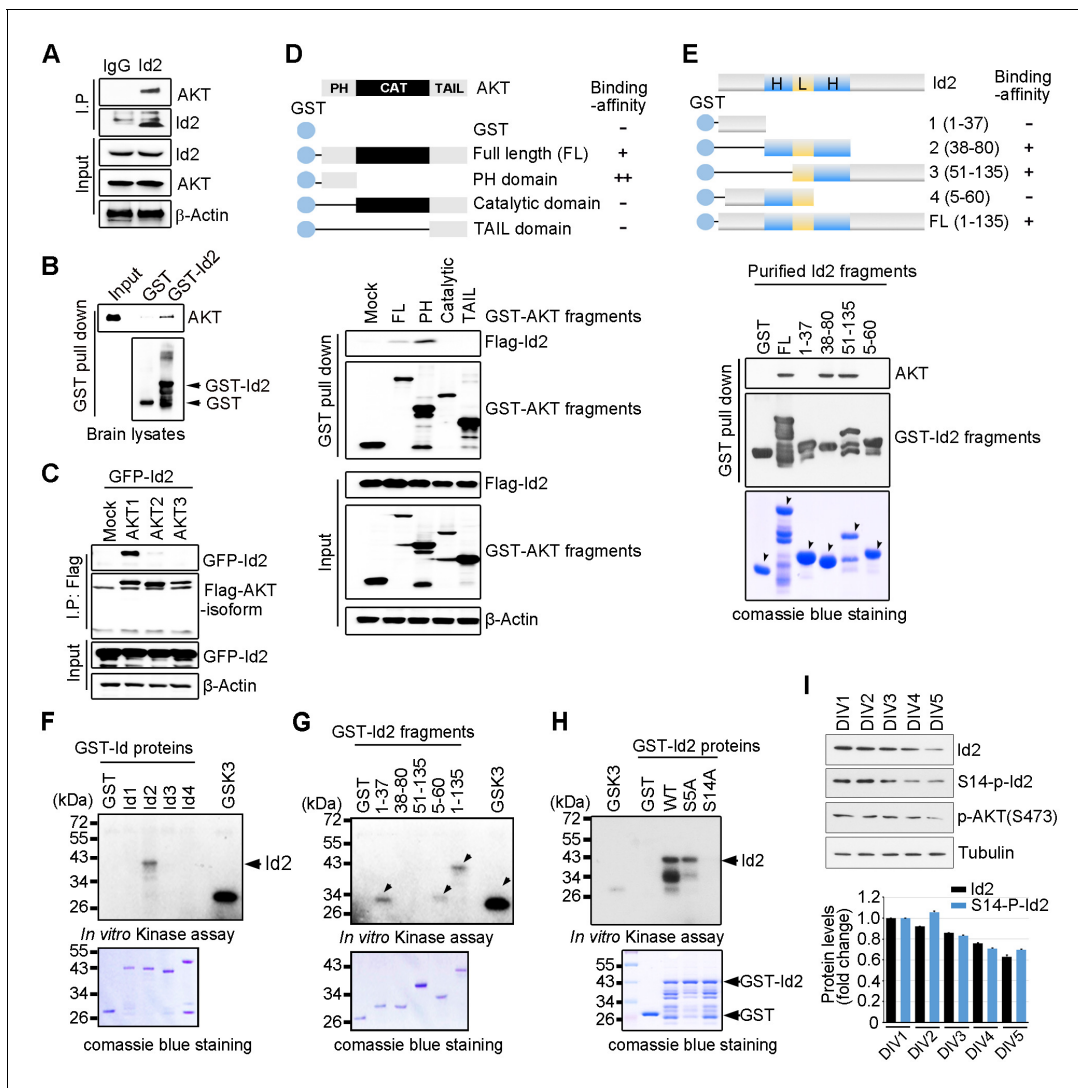 A
IgG Id2
I.P
AKT
Id2
Input
Id2
AKT
β-Actin
B
Input
GST
GST-Id2
GST pull down
AKT
GST-Id2
GST
Brain lysates
C
GFP-Id2
Mock
AKT1
AKT2
AKT3
I.P: Flag
GFP-Id2
Flag-AKT
-isoform
Input
GFP-Id2
β-Actin
D
PH CAT TAIL AKT
Binding
-affinity
GST
GST -
Full length (FL) +
PH domain ++
Catalytic domain -
TAIL domain -
Mock
FL
PH
Catalytic
TAIL
GST-AKT fragments
GST pull down
Flag-Id2
GST-AKT fragments
Input
Flag-Id2
GST-AKT fragments
β-Actin
E
H L H Id2
Binding
-affinity
GST
1 (1-37) -
2 (38-80) +
3 (51-135) +
4 (5-60) -
FL (1-135) +
Purified Id2 fragments
GST
FL
1-37
38-80
51-135
5-60
GST pull down
AKT
GST-Id2 fragments
comassie blue staining
F
GST-Id proteins
GST
Id1
Id2
Id3
Id4
GSK3
(kDa)
72
55
43
34
26
Id2
In vitro Kinase assay
55
43
34
26
comassie blue staining
G
GST-Id2 fragments
GST
1-37
38-80
51-135
5-60
1-135
GSK3
(kDa)
72
55
43
34
26
In vitro Kinase assay
55
43
34
26
comassie blue staining
H
GST-Id2 proteins
GSK3
GST
WT
S5A
S14A
(kDa)
72
55
43
34
26
Id2
In vitro Kinase assay
55
43
34
26
GST-Id2
GST
comassie blue staining
I
DIV1
DIV2
DIV3
DIV4
DIV5
Id2
S14-p-Id2
p-AKT(S473)
Tubulin
Id2
S14-P-Id2
Protein levels
(fold change)
1.2
1.0
0.8
0.6
0.4
0.2
0
DIV1
DIV2
DIV3
DIV4
DIV5